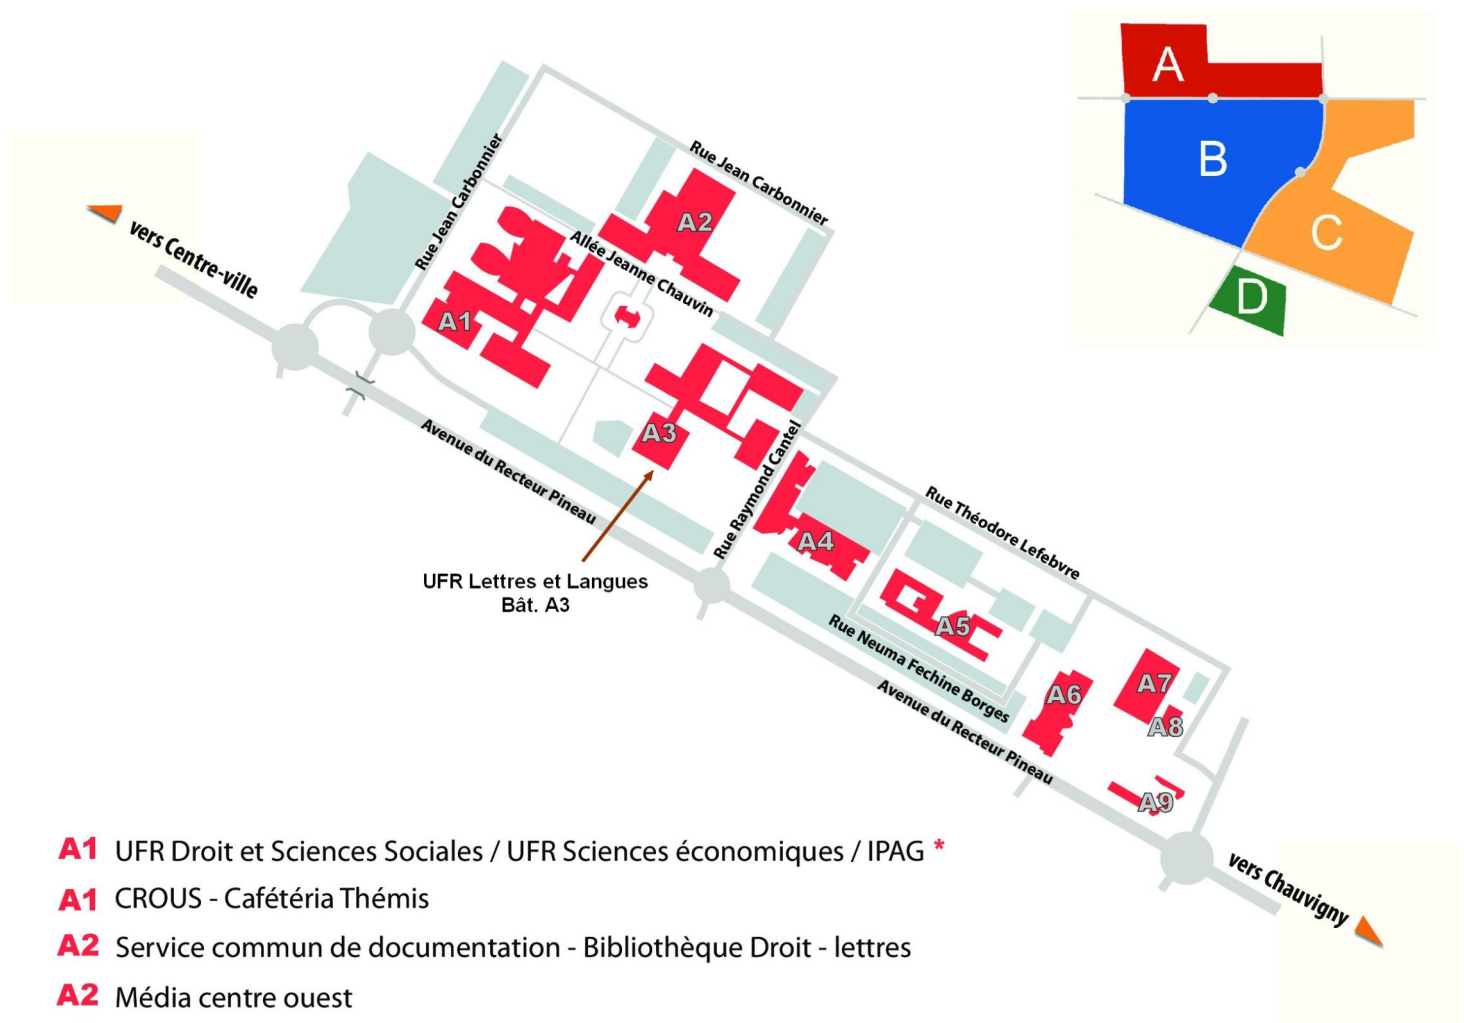 Rue Jean Carbonnier
Rue Jean Carbonnier
A
B
C
D
vers Centre-ville
A2
Allée Jeanne Chauvin
A1
A3
Avenue du Recteur Pineau
Rue Raymond Cantel
UFR Lettres et Langues
Bât. A3
A4
Rue Théodore Lefebvre
A5
Rue Neuma Fechine Borges
Avenue du Recteur Pineau
A6
A7
A8
A9
vers Chauvigny
A1 UFR Droit et Sciences Sociales / UFR Sciences économiques / IPAG *
A1 CROUS - Cafétéria Thémis
A2 Service commun de documentation - Bibliothèque Droit - lettres
A2 Média centre ouest